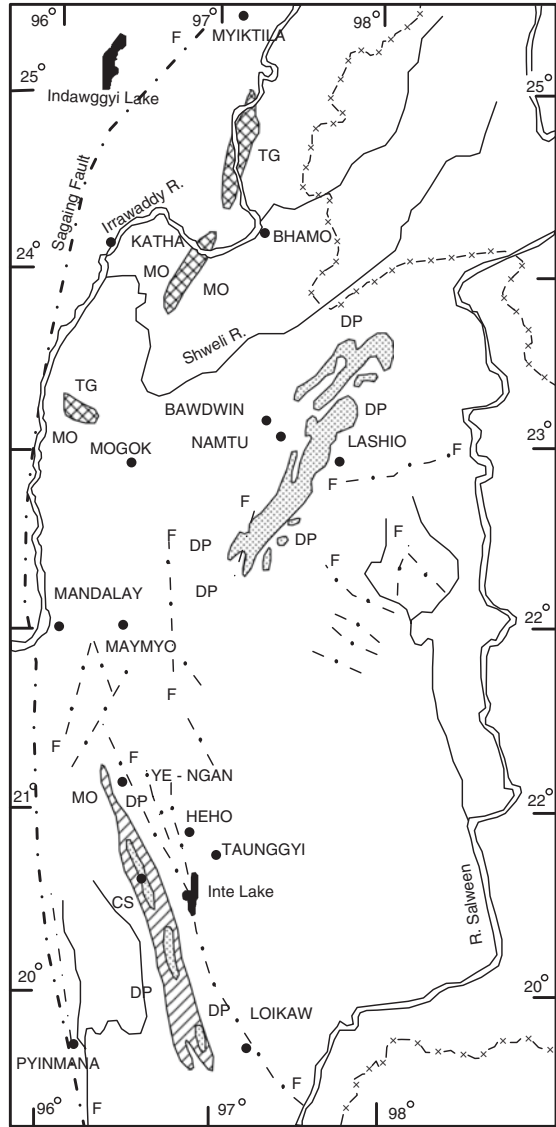 96° 97° 98°
F
MYIKTILA
25° 25°
Indawggyi Lake
TG
Sagaing Fault
Irrawaddy R.
KATHA
BHAMO
24° 24°
MO
MO
Shweli R.
DP
TG
BAWDWIN
DP
MO
NAMTU
LASHIO
MOGOK
23° 23°
F
F
F
F
F
DP
DP
F
DP
MANDALAY
22° 22°
MAYMYO
F
F
F
YE - NGAN
MO
DP
21° 22°
HEHO
TAUNGGYI
Inte Lake
CS
R. Salween
20° 20°
DP
DP
LOIKAW
PYINMANA
F
F
96° 97° 98°